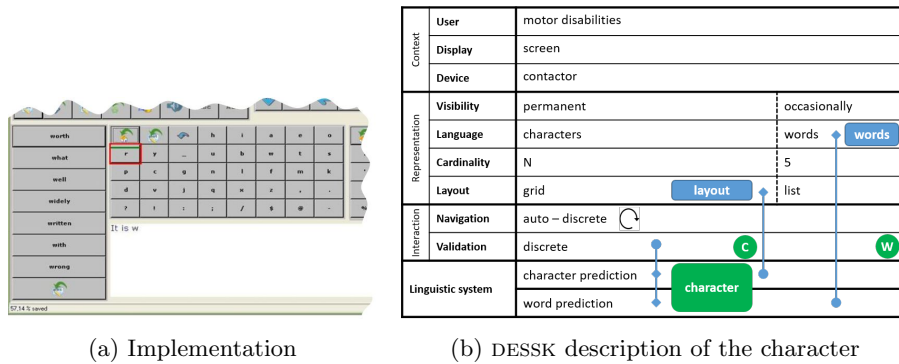 worth
what
well
widely
written
with
wrong
h i a e o
r y _ u b w t s
p c g n l f m k
d v j q x z , .
? ! : ; / $ @ -
It is w
57,14 % saved
(a) Implementation
Context
User motor disabilities
Display screen
Device contactor
Representation
Visibility permanent occasionally
Language characters words words
Cardinality N 5
Layout grid layout list
Interaction
Navigation auto – discrete
Validation discrete C W
Linguistic system
character prediction
character
word prediction
(b) DESSK description of the character